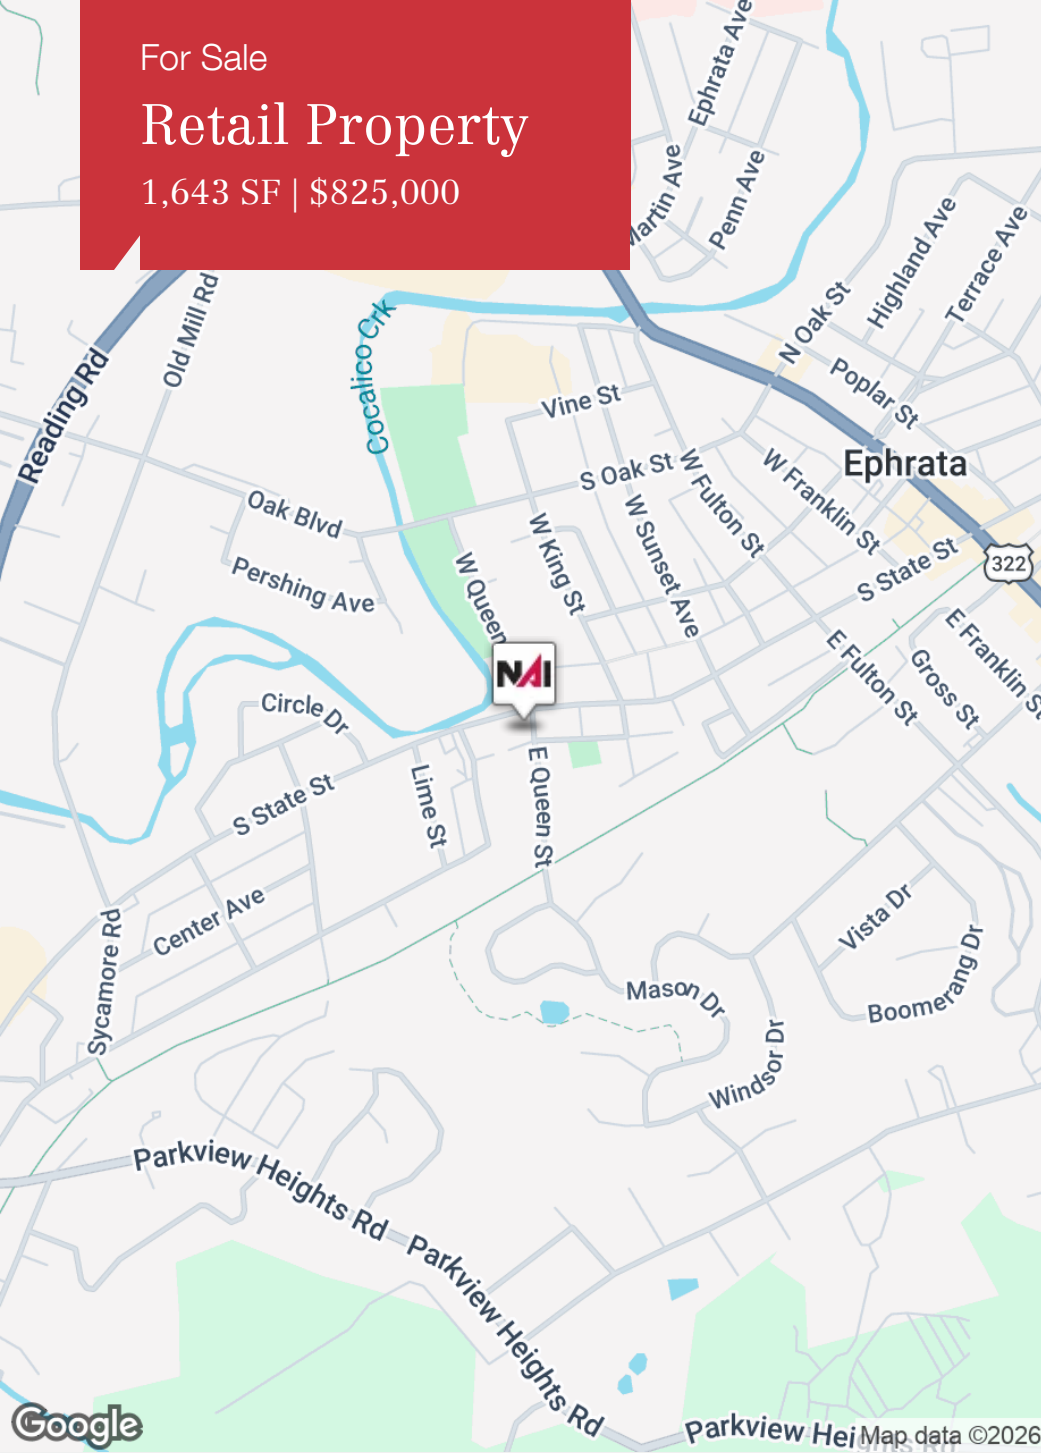 For Sale
Retail Property
1,643 SF | $825,000
Ephrata Ave
Martin Ave
Penn Ave
Highland Ave
Terrace Ave
Old Mill Rd
Cocalico Crk
N Oak St
Reading Rd
Poplar St
Vine St
Ephrata
S Oak St
W Fulton St
W Franklin St
Oak Blvd
W King St
W Sunset Ave
322
S State St
Pershing Ave
W Queen
E Franklin St
E Fulton St
Gross St
NAI
Circle Dr
E Queen St
Lime St
S State St
Center Ave
Vista Dr
Sycamore Rd
Boomerang Dr
Mason Dr
Windsor Dr
Parkview Heights Rd
Parkview Heights Rd
Google
Parkview Hei
Map data ©2026